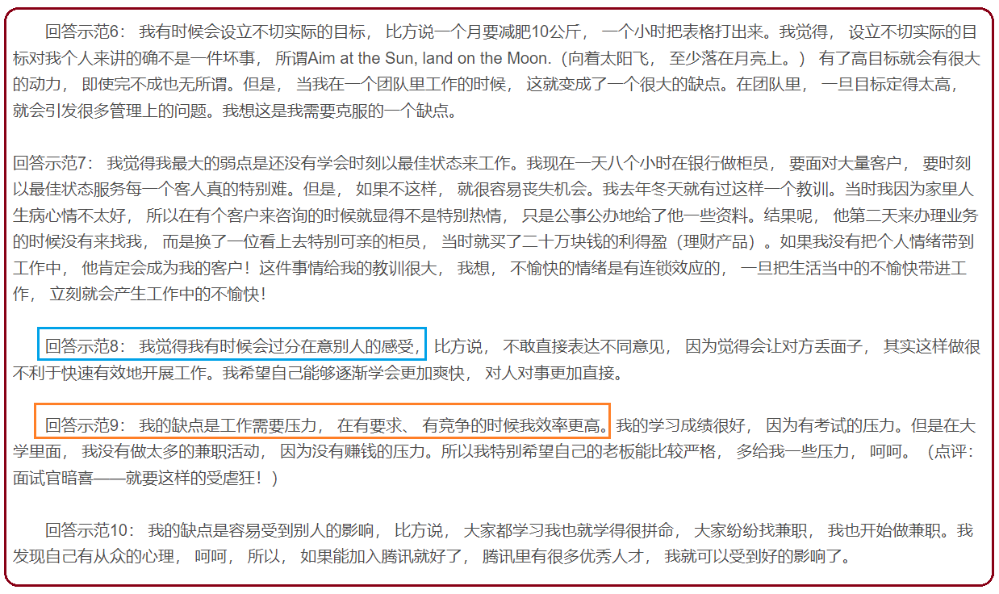 回答示范6： 我有时候会设立不切实际的目标， 比方说一个月要减肥10公斤， 一个小时把表格打出来。我觉得， 设立不切实际的目
标对我个人来讲的确不是一件坏事， 所谓Aim at the Sun, land on the Moon.（向着太阳飞， 至少落在月亮上。） 有了高目标就会有很大
的动力， 即使完不成也无所谓。但是， 当我在一个团队里工作的时候， 这就变成了一个很大的缺点。在团队里， 一旦目标定得太高，
就会引发很多管理上的问题。我想这是我需要克服的一个缺点。
回答示范7： 我觉得我最大的弱点是还没有学会时刻以最佳状态来工作。我现在一天八个小时在银行做柜员， 要面对大量客户， 要时刻
以最佳状态服务每一个客人真的特别难。但是， 如果不这样， 就很容易丧失机会。我去年冬天就有过这样一个教训。当时我因为家里人
生病心情不太好， 所以在有个客户来咨询的时候就显得不是特别热情， 只是公事公办地给了他一些资料。结果呢， 他第二天来办理业务
的时候没有来找我， 而是换了一位看上去特别可亲的柜员， 当时就买了二十万块钱的利得盈（理财产品）。如果我没有把个人情绪带到
工作中， 他肯定会成为我的客户！这件事情给我的教训很大， 我想， 不愉快的情绪是有连锁效应的， 一旦把生活当中的不愉快带进工
作， 立刻就会产生工作中的不愉快！
回答示范8： 我觉得我有时候会过分在意别人的感受， 比方说， 不敢直接表达不同意见， 因为觉得会让对方丢面子， 其实这样做很
不利于快速有效地开展工作。我希望自己能够逐渐学会更加爽快， 对人对事更加直接。
回答示范9： 我的缺点是工作需要压力， 在有要求、 有竞争的时候我效率更高。我的学习成绩很好， 因为有考试的压力。但是在大
学里面， 我没有做太多的兼职活动， 因为没有赚钱的压力。所以我特别希望自己的老板能比较严格， 多给我一些压力， 呵呵。（点评：
面试官暗喜——就要这样的受虐狂！）
回答示范10： 我的缺点是容易受到别人的影响， 比方说， 大家都学习我也就学得很拼命， 大家纷纷找兼职， 我也开始做兼职。我
发现自己有从众的心理， 呵呵， 所以， 如果能加入腾讯就好了， 腾讯里有很多优秀人才， 我就可以受到好的影响了。